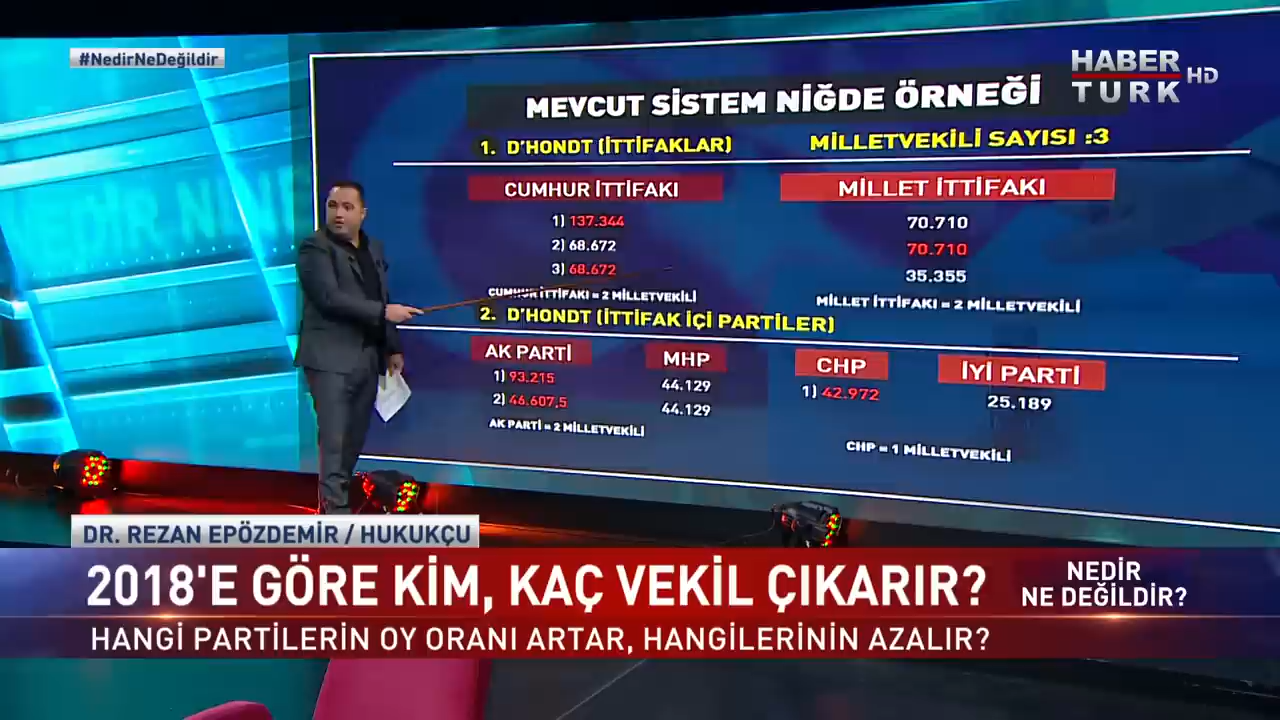 #NedirNeDeğildir
HABER
TURK HD
MEVCUT SİSTEM NİĞDE ÖRNEĞİ
1. D'HONDT (İTTİFAKLAR)
MİLLETVEKİLİ SAYISI :3
CUMHUR İTTİFAKI
1) 137.344
2) 68.672
3) 68.672
CUMHUR İTTİFAKI = 2 MİLLETVEKİLİ
MİLLET İTTİFAKI
70.710
70.710
35.355
MİLLET İTTİFAKI = 2 MİLLETVEKİLİ
2. D'HONDT (İTTİFAK İÇİ PARTİLER)
AK PARTİ
1) 93.215
2) 46.607,5
AK PARTİ = 2 MİLLETVEKİLİ
MHP
44.129
44.129
CHP
1) 42.972
CHP = 1 MİLLETVEKİLİ
İYİ PARTİ
25.189
DR. REZAN EPÖZDEMİR / HUKUKÇU
2018'E GÖRE KİM, KAÇ VEKİL ÇIKARIR?
HANGİ PARTİLERİN OY ORANI ARTAR, HANGİLERİNİN AZALIR?
NEDİR
NE DEĞİLDİR?